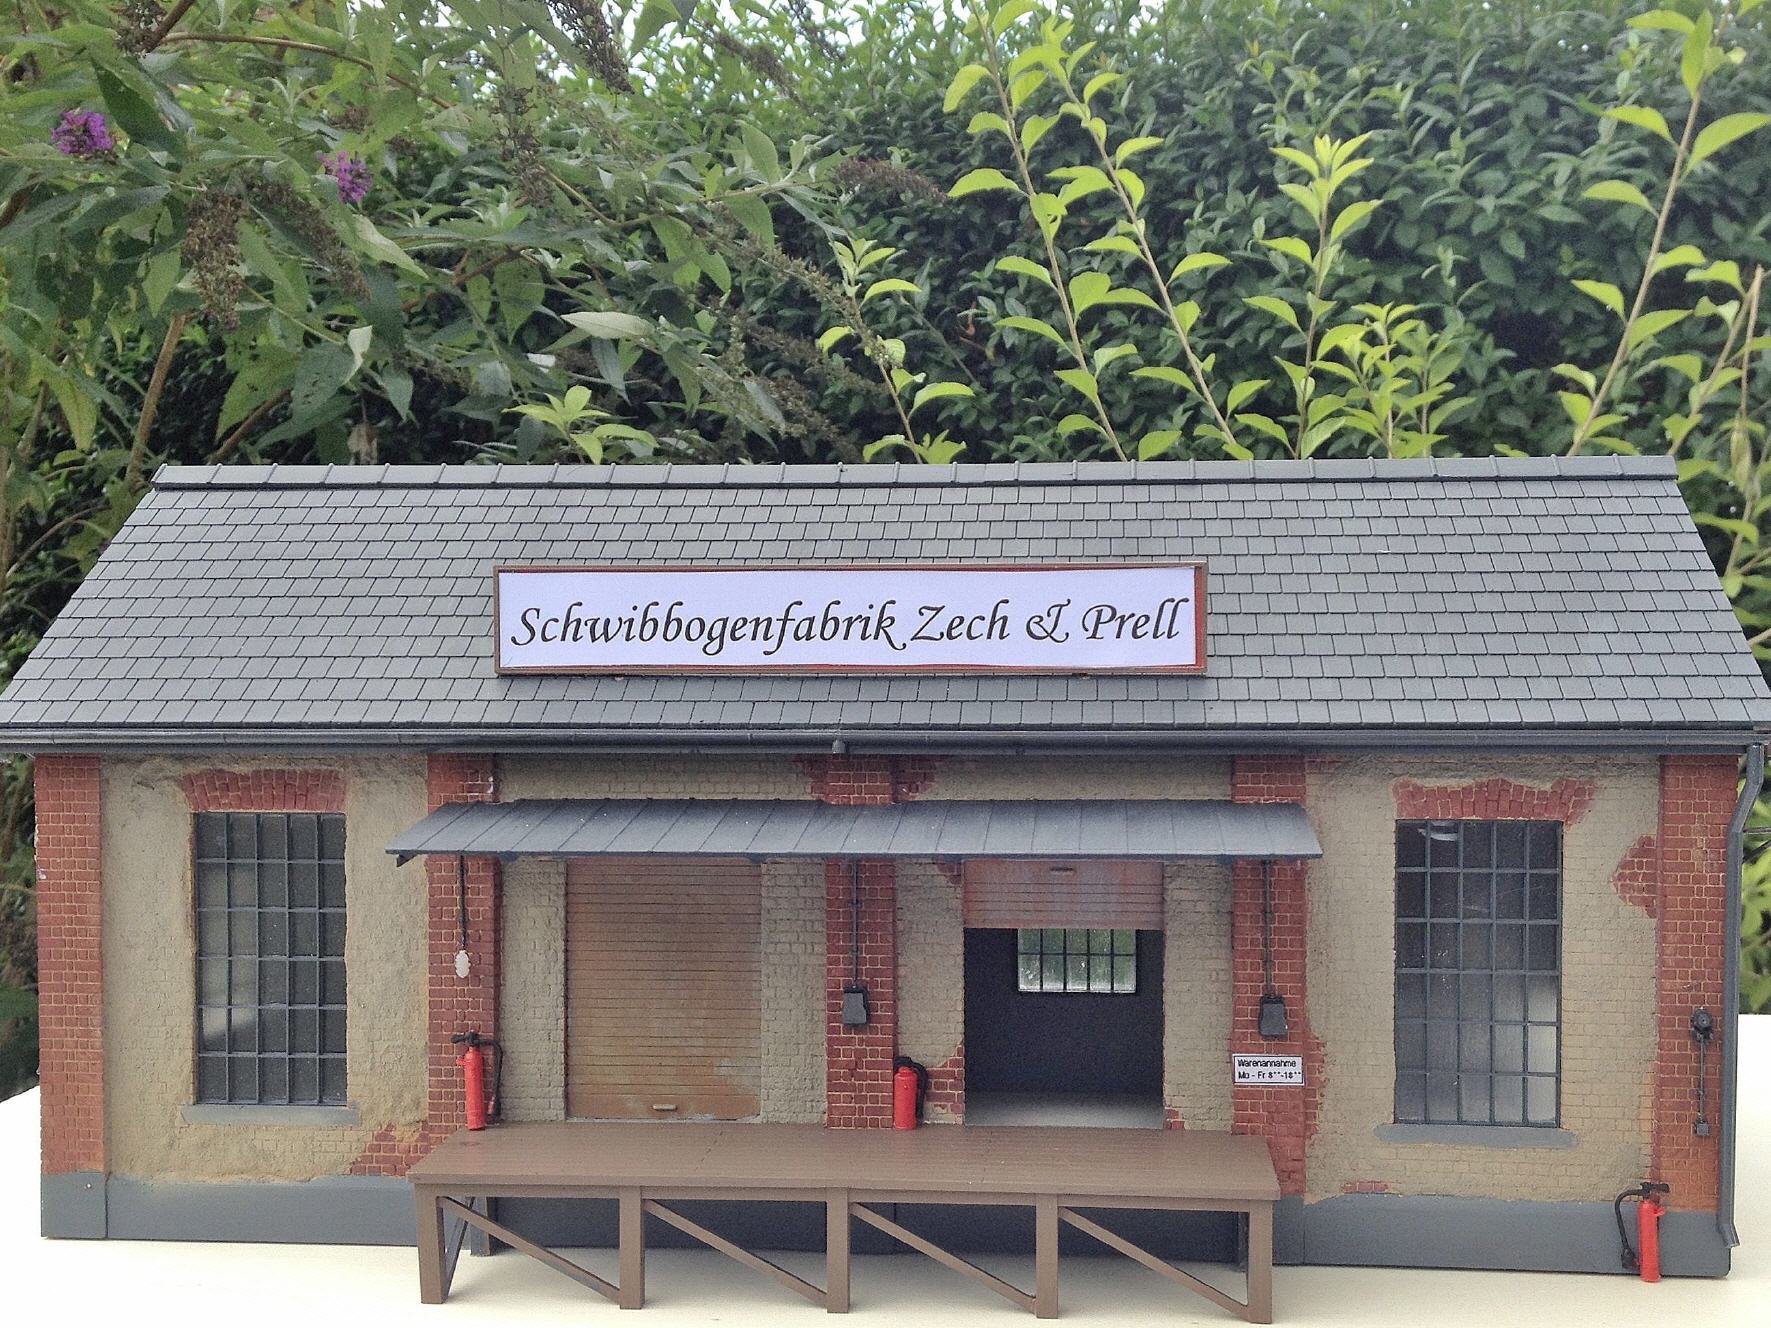 Schwibbogenfabrik Zech & Prell
Warenannahme
Mo - Fr 8°°-18°°